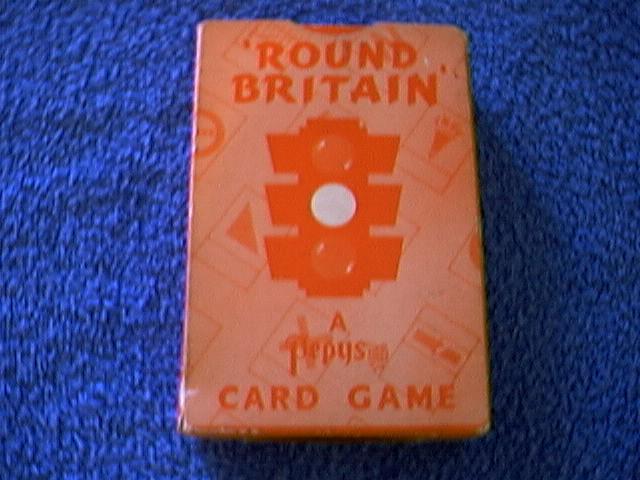 'ROUND
BRITAIN'
A
Pepys
CARD GAME